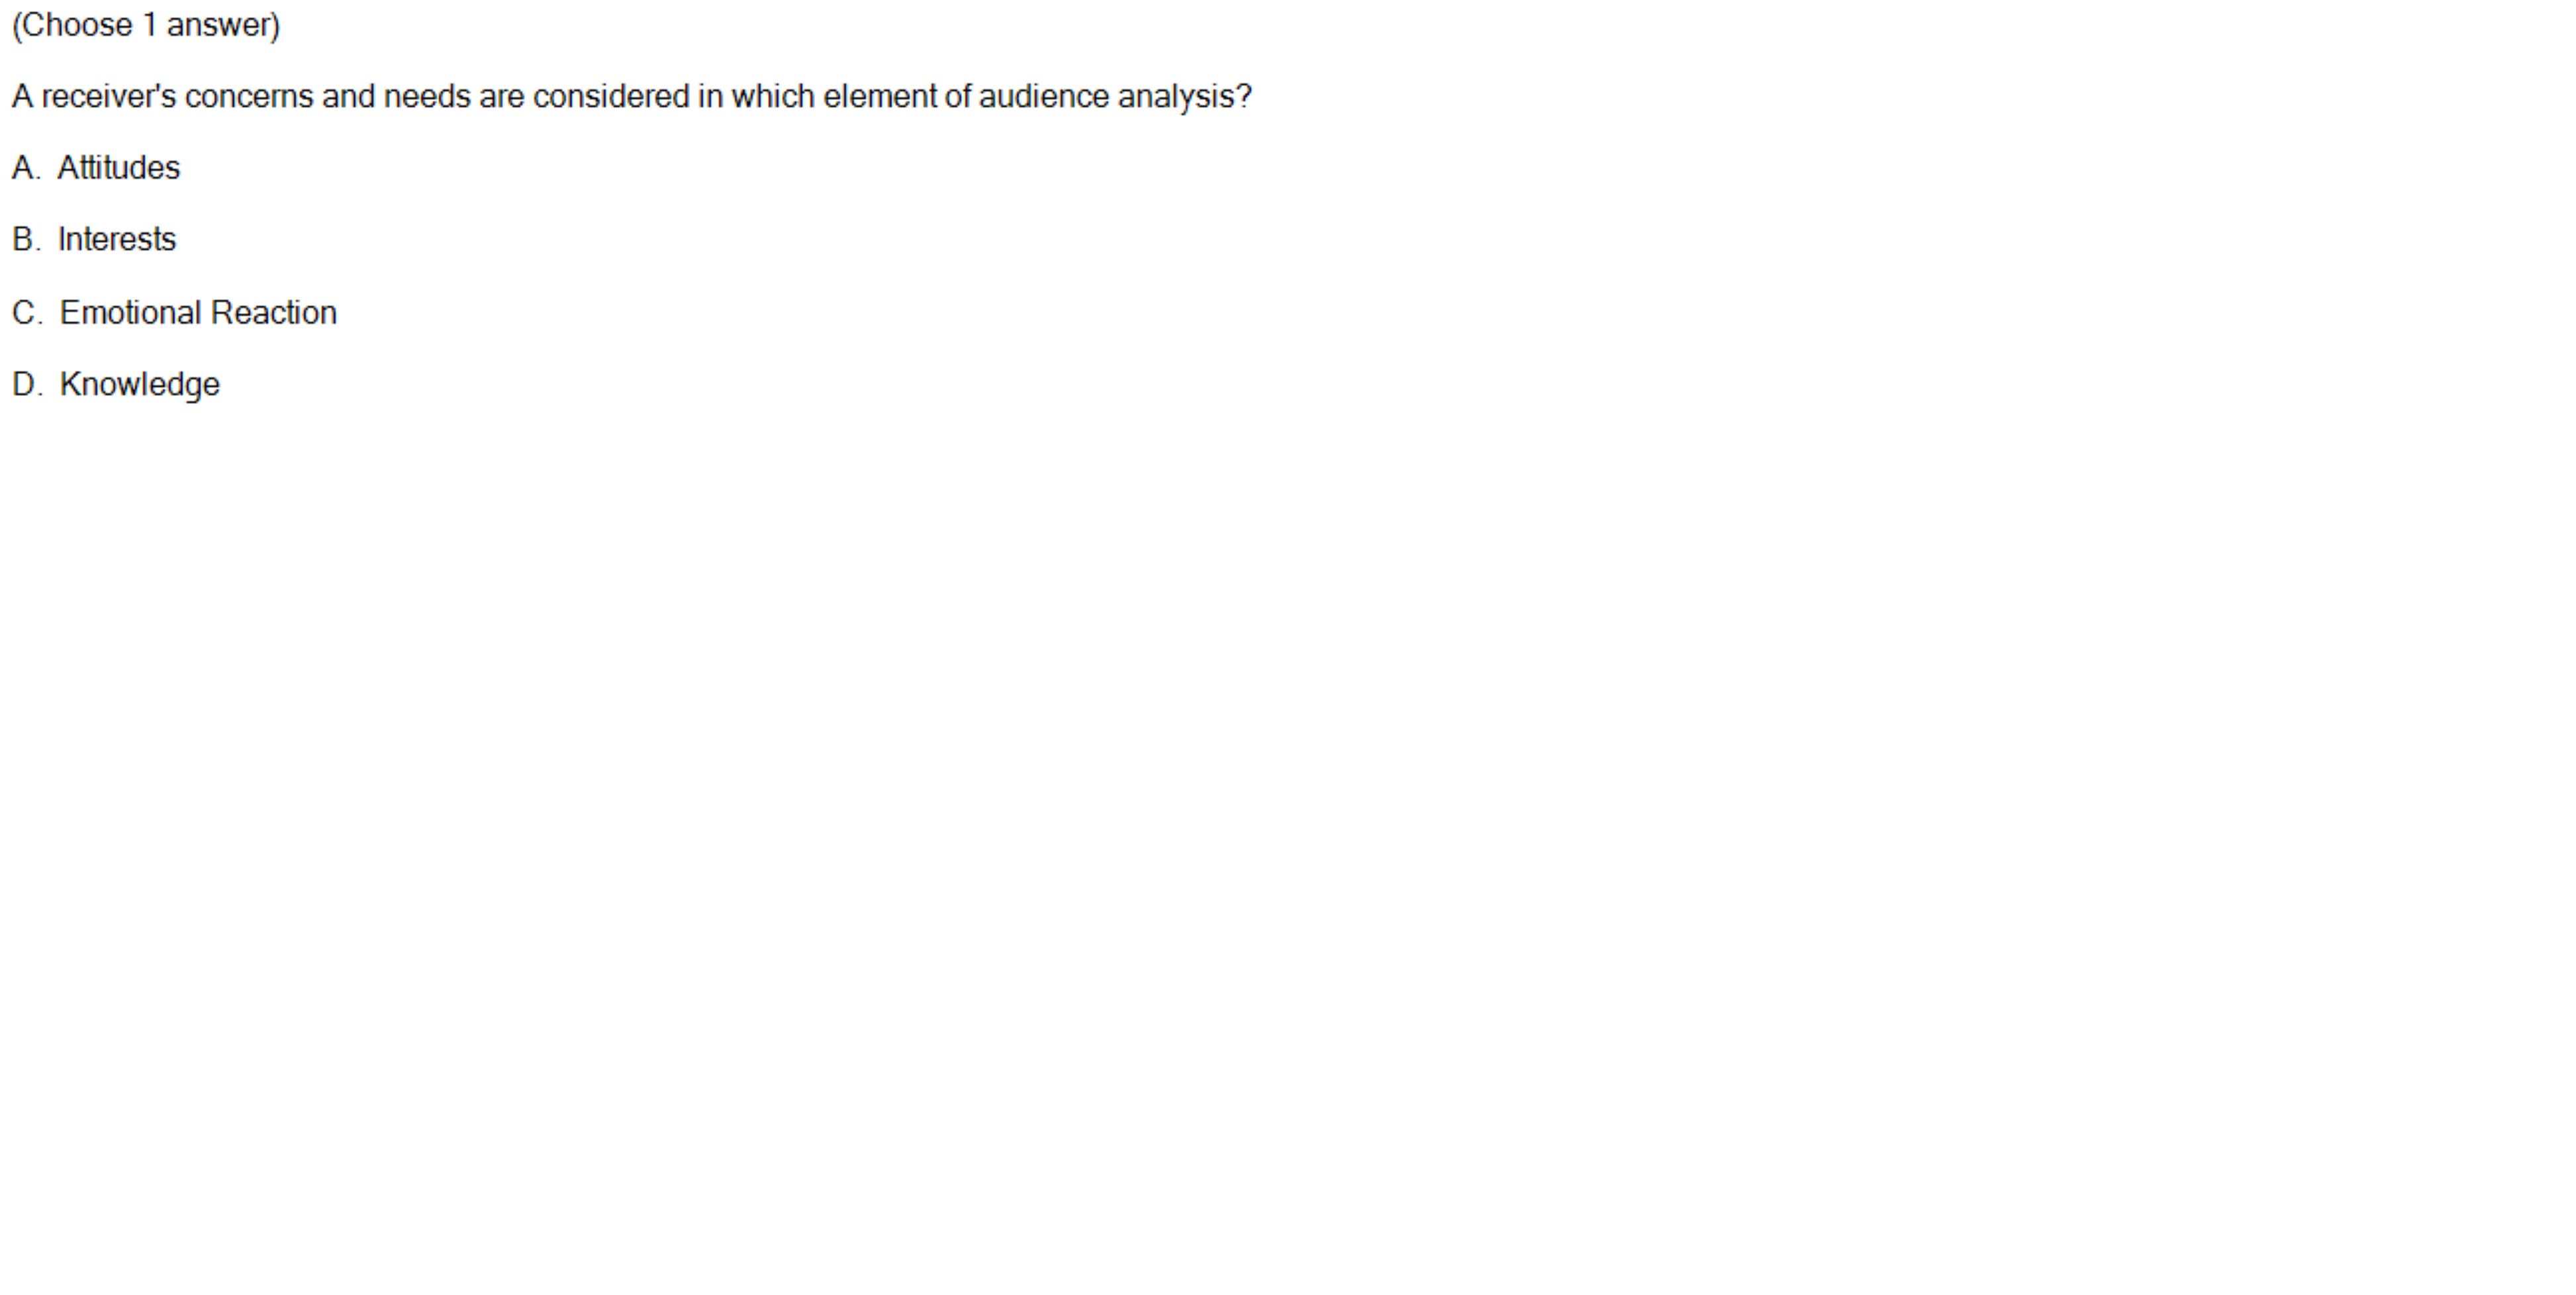 (Choose 1 answer)
A receiver's concerns and needs are considered in which element of audience analysis?
A. Attitudes
B. Interests
C. Emotional Reaction
D. Knowledge